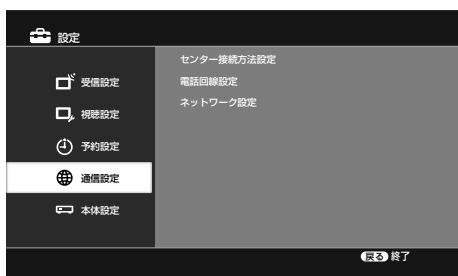 設定
受信設定
視聴設定
予約設定
通信設定
本体設定
センター接続方法設定
電話回線設定
ネットワーク設定
戻る 終了